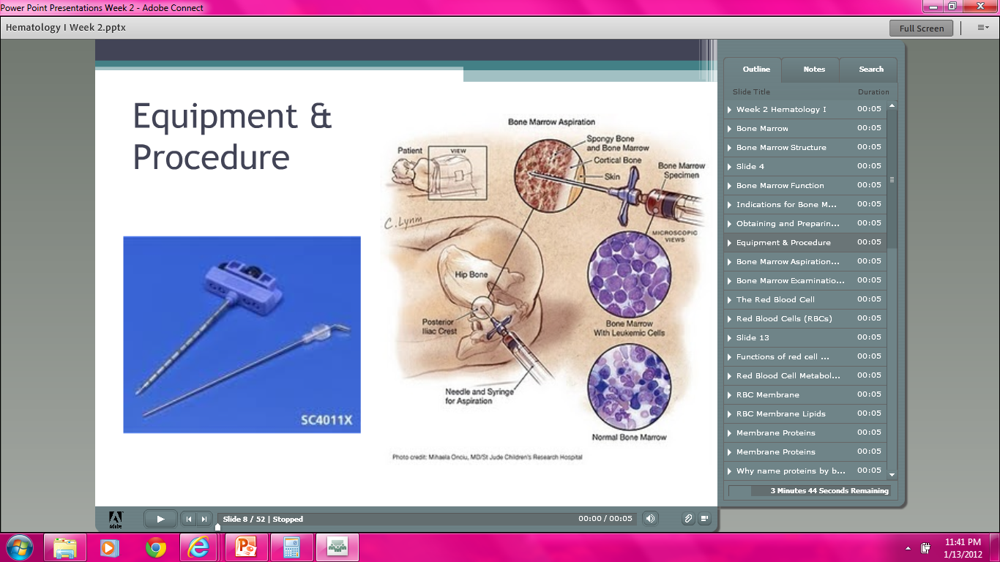 Power Point Presentations Week 2 - Adobe Connect
Hematology I Week 2.pptx
Full Screen
Equipment &
Procedure
SC4011X
Bone Marrow Aspiration
Patient
VIEW
Spongy Bone
and Bone Marrow
Cortical Bone
Skin
Bone Marrow
Specimen
C. Lynm
MICROSCOPIC
VIEWS
Hip Bone
Posterior
Iliac Crest
Bone Marrow
With Leukemic Cells
Needle and Syringe
for Aspiration
Normal Bone Marrow
Photo credit: Mihaela Onciu, MD/St Jude Children's Research Hospital
Outline Notes Search
Slide Title Duration
Week 2 Hematology I 00:05
Bone Marrow 00:05
Bone Marrow Structure 00:05
Slide 4 00:05
Bone Marrow Function 00:05
Indications for Bone M... 00:05
Obtaining and Preparin... 00:05
Equipment & Procedure 00:05
Bone Marrow Aspiration... 00:05
Bone Marrow Examinatio... 00:05
The Red Blood Cell 00:05
Red Blood Cells (RBCs) 00:05
Slide 13 00:05
Functions of red cell ... 00:05
Red Blood Cell Metabol... 00:05
RBC Membrane 00:05
RBC Membrane Lipids 00:05
Membrane Proteins 00:05
Membrane Proteins 00:05
Why name proteins by b... 00:05
3 Minutes 44 Seconds Remaining
Adobe
Slide 8 / 52 | Stopped 00:00 / 00:05
11:41 PM
1/13/2012